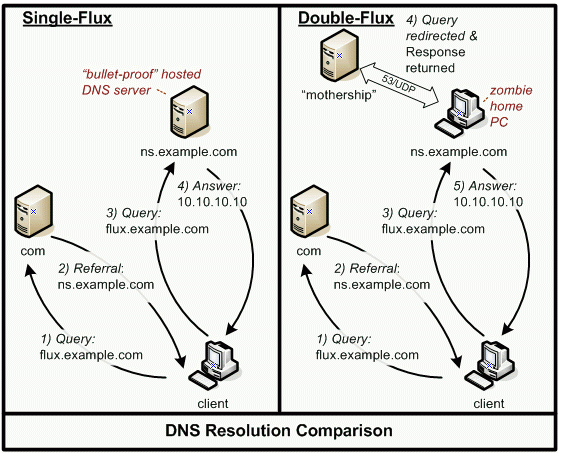 Single-Flux
"bullet-proof" hosted
DNS server
ns.example.com
4) Answer:
10.10.10.10
3) Query:
flux.example.com
com
2) Referral:
ns.example.com
1) Query:
flux.example.com
client
Double-Flux
4) Query
redirected &
Response
returned
53/UDP
"mothership"
zombie
home
PC
ns.example.com
5) Answer:
10.10.10.10
3) Query:
flux.example.com
com
2) Referral:
ns.example.com
1) Query:
flux.example.com
client
DNS Resolution Comparison